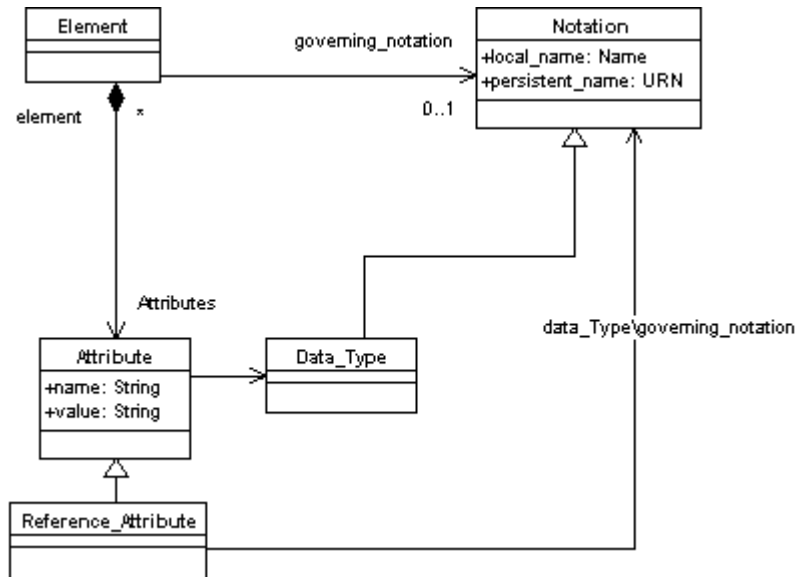 Element
Notation
+local_name: Name
+persistent_name: URN
governing_notation
0..1
element
*
Attributes
Attribute
+name: String
+value: String
Data_Type
data_Type\governing_notation
Reference_Attribute